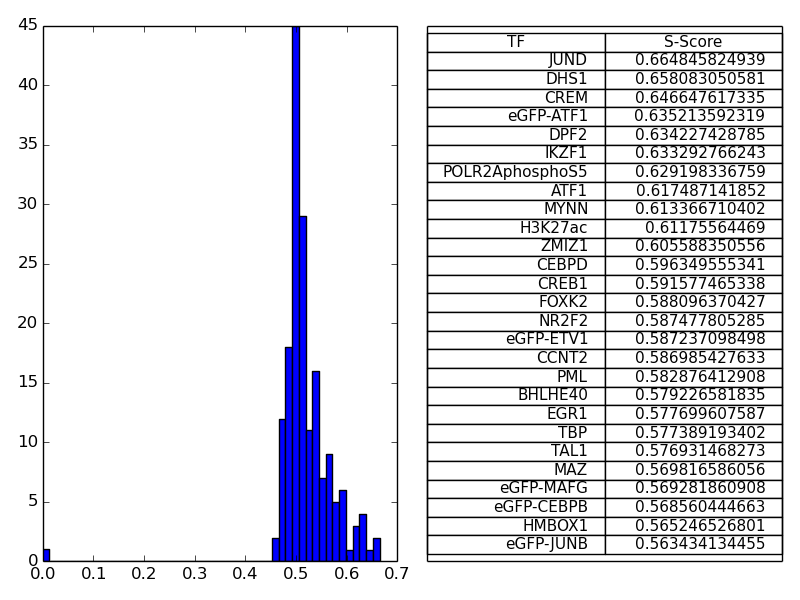 45
40
35
30
25
20
15
10
5
0
0.0 0.1 0.2 0.3 0.4 0.5 0.6 0.7
TF S-Score
JUND 0.664845824939
DHS1 0.658083050581
CREM 0.646647617335
eGFP-ATF1 0.635213592319
DPF2 0.634227428785
IKZF1 0.633292766243
POLR2AphosphoS5 0.629198336759
ATF1 0.617487141852
MYNN 0.613366710402
H3K27ac 0.61175564469
ZMIZ1 0.605588350556
CEBPD 0.596349555341
CREB1 0.591577465338
FOXK2 0.588096370427
NR2F2 0.587477805285
eGFP-ETV1 0.587237098498
CCNT2 0.586985427633
PML 0.582876412908
BHLHE40 0.579226581835
EGR1 0.577699607587
TBP 0.577389193402
TAL1 0.576931468273
MAZ 0.569816586056
eGFP-MAFG 0.569281860908
eGFP-CEBPB 0.568560444663
HMBOX1 0.565246526801
eGFP-JUNB 0.563434134455